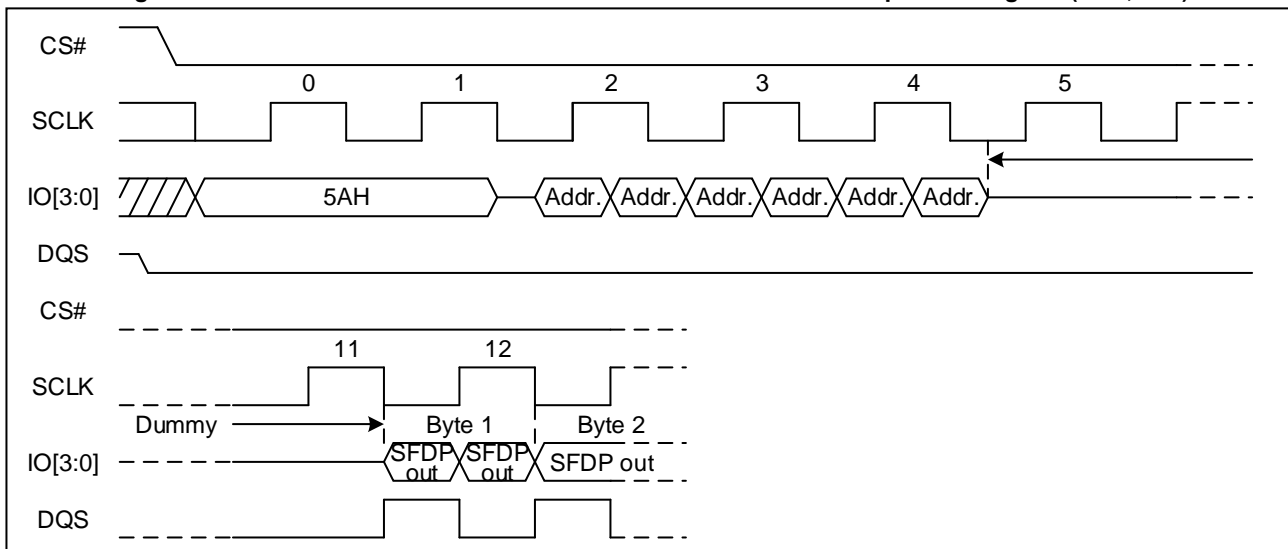 CS#
0 1 2 3 4 5
SCLK
IO[3:0] 5AH Addr. Addr. Addr. Addr. Addr. Addr.
DQS
CS#
11 12
SCLK
Dummy Byte 1 Byte 2
IO[3:0] SFDP out SFDP out SFDP out
DQS